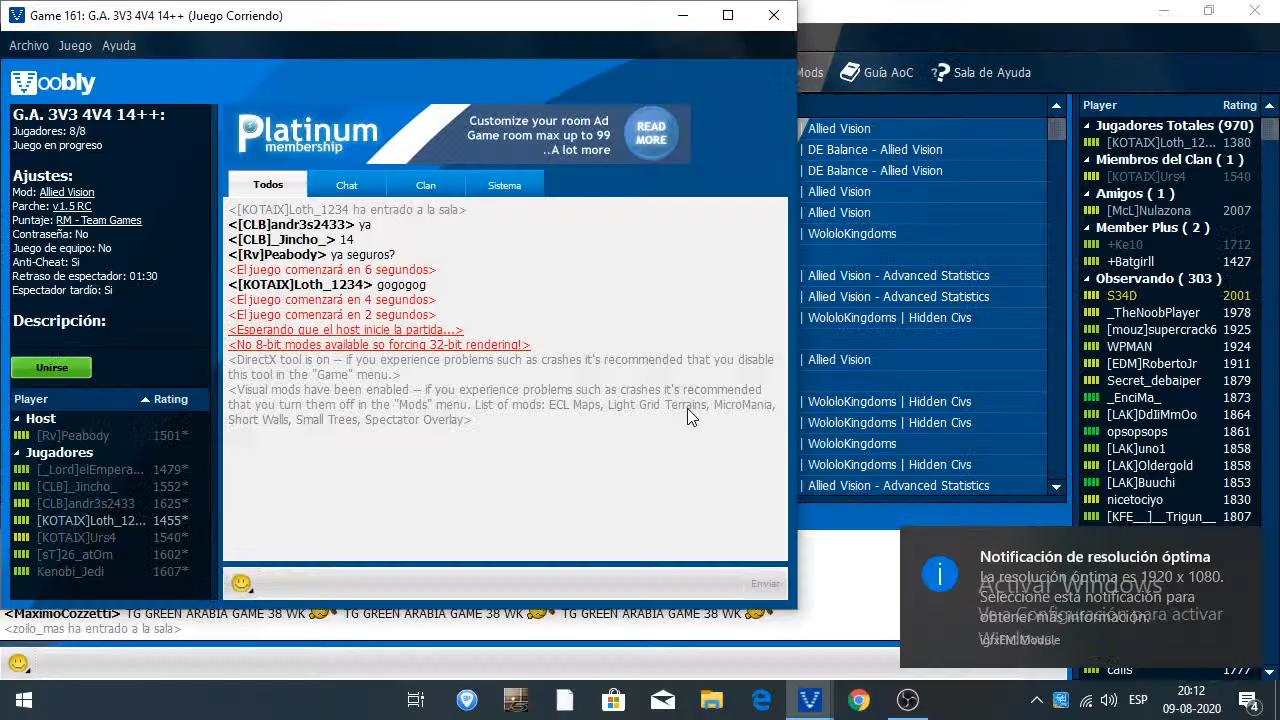 Game 161: G.A. 3V3 4V4 14++ (Juego Corriendo)
Archivo Juego Ayuda
Voobly
G.A. 3V3 4V4 14++:
Jugadores: 8/8
Juego en progreso
Ajustes:
Mod: Allied Vision
Parche: v1.5 RC
Puntaje: RM - Team Games
Contraseña: No
Juego de equipo: No
Anti-Cheat: Si
Retraso de espectador: 01:30
Espectador tardío: Si
Descripción:
Unirse
Player Rating
Host
[Rv]Peabody 1501*
Jugadores
[_Lord]elEmpera... 1479*
[CLB]_Jincho_ 1552*
[CLB]andr3s2433 1625*
[KOTAIX]Loth_12... 1455*
[KOTAIX]Urs4 1540*
[sT]26_atOm 1602*
Kenobi_Jedi 1607*
Platinum
membership
Customize your room Ad
Game room max up to 99
..A lot more
READ
MORE
Todos Chat Clan Sistema
<[KOTAIX]Loth_1234 ha entrado a la sala>
<[CLB]andr3s2433> ya
<[CLB]_Jincho_> 14
<[Rv]Peabody> ya seguros?
<El juego comenzará en 6 segundos>
<[KOTAIX]Loth_1234> gogogog
<El juego comenzará en 4 segundos>
<El juego comenzará en 2 segundos>
<Esperando que el host inicie la partida...>
<No 8-bit modes available so forcing 32-bit rendering!>
<DirectX tool is on -- if you experience problems such as crashes it's recommended that you disable
this tool in the "Game" menu.>
<Visual mods have been enabled -- if you experience problems such as crashes it's recommended
that you turn them off in the "Mods" menu. List of mods: ECL Maps, Light Grid Terrains, MicroMania,
Short Walls, Small Trees, Spectator Overlay>
Enviar
<MaximoCozzetti> TG GREEN ARABIA GAME 38 WK TG GREEN ARABIA GAME 38 WK TG GREEN ARABIA GAME 38 WK
<zoilo_mas ha entrado a la sala>
Mods Guía AoC Sala de Ayuda
| Allied Vision
| DE Balance - Allied Vision
| DE Balance - Allied Vision
| Allied Vision
| Allied Vision
| WololoKingdoms
| Allied Vision - Advanced Statistics
| Allied Vision - Advanced Statistics
| WololoKingdoms | Hidden Civs
| Allied Vision
| WololoKingdoms | Hidden Civs
| WololoKingdoms | Hidden Civs
| WololoKingdoms
| WololoKingdoms | Hidden Civs
| Allied Vision - Advanced Statistics
Player Rating
Jugadores Totales (970)
[KOTAIX]Loth_12... 1380
Miembros del Clan ( 1 )
[KOTAIX]Urs4 1540
Amigos ( 1 )
[McL]Nulazona 2007
Member Plus ( 2 )
+Ke10 1712
+Batgirll 1127
Observando ( 303 )
S34D 2001
_TheNoobPlayer 1978
[mouz]supercrack6 1925
WPMAN 1924
[EDM]RobertoJr 1911
Secret_debaiper 1879
_EnciMa_ 1873
[LAK]DdIiMmOo 1864
opsopsops 1861
[LAK]uno1 1858
[LAK]Oldergold 1858
[LAK]Buuchi 1853
nicetociyo 1830
[KFE__]__Trigun__ 1807
calls 1777
Notificación de resolución óptima
La resolución óptima es 1920 x 1080.
Seleccione esta notificación para
obtener más información.
igfxEM Module
Activar Windows
Ve a Configuración para activar
Windows.
ESP
20:12
09-08-2020
4